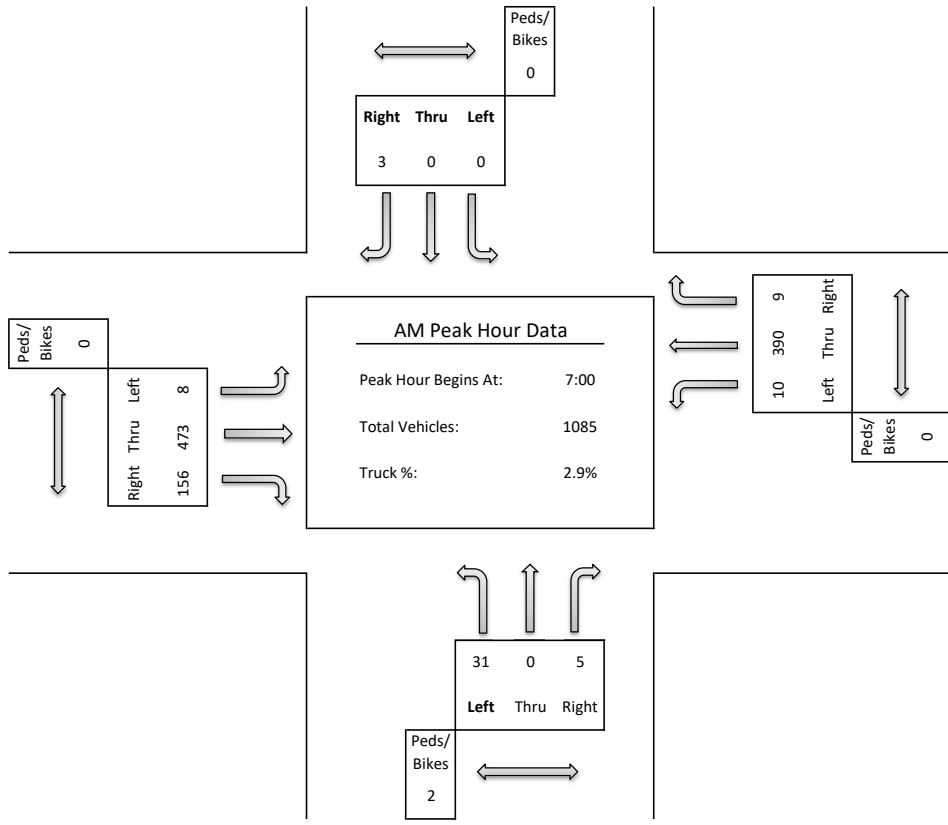 Peds/
Bikes
0
Right Thru Left
3 0 0
Peds/
Bikes
0
Left Thru Right
8 473 156
AM Peak Hour Data
Peak Hour Begins At: 7:00
Total Vehicles: 1085
Truck %: 2.9%
9 390 10
Right Thru Left
Peds/
Bikes
0
31 0 5
Left Thru Right
Peds/
Bikes
2